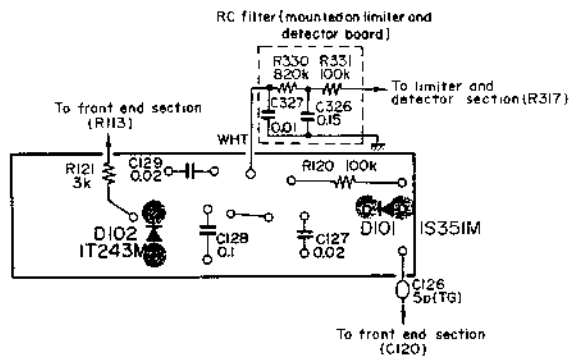 RC filter (mounted on limiter and
detector board)
R330
820k
R331
100k
C327
0.01
C326
0.15
To limiter and
detector section (R317)
To front end section
(R113)
WHT
R121
3k
C129
0.02
R120 100k
D102
1T243M
C128
0.1
C127
0.02
D101
1S351M
C126
5p(TG)
To front end section
(C120)